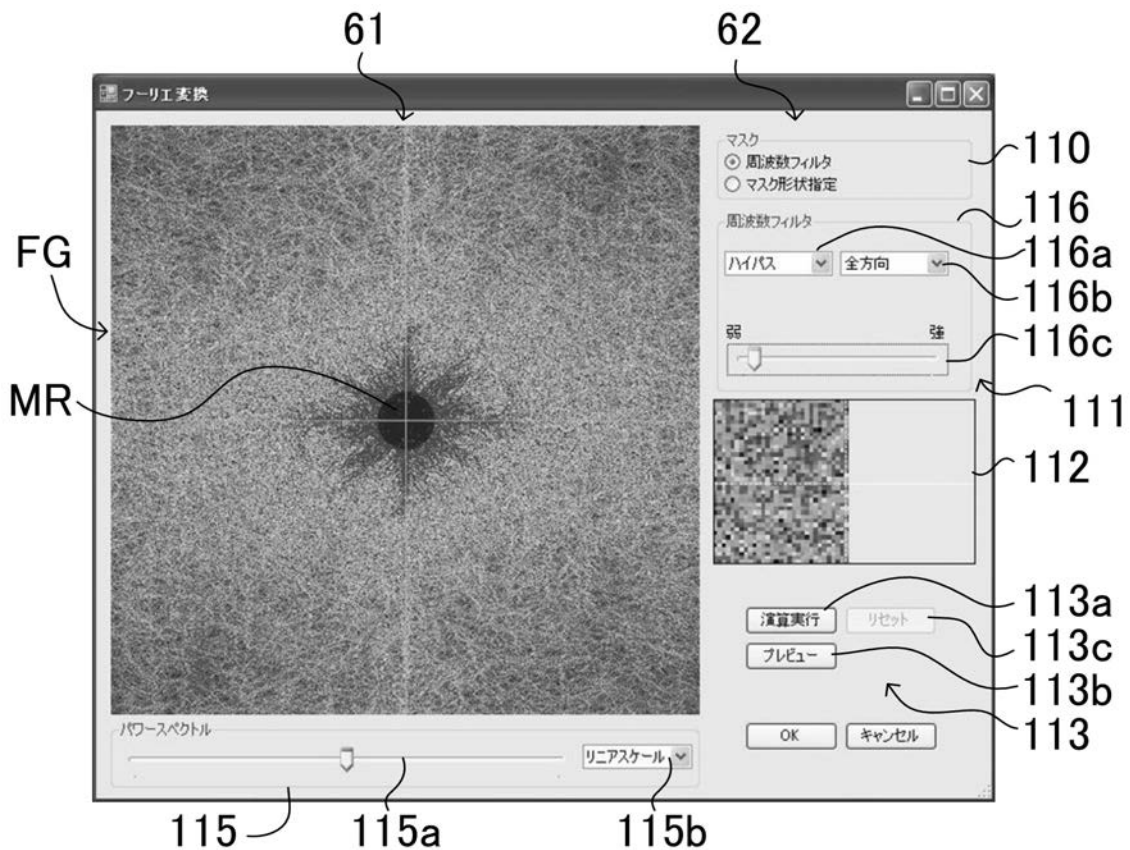 61
62
フーリエ変換
マスク
周波数フィルタ
マスク形状指定
110
周波数フィルタ
116
ハイパス
全方向
116a
116b
FG
弱
強
116c
MR
111
112
演算実行
リセット
113a
113c
プレビュー
113b
OK
キャンセル
113
パワースペクトル
リニアスケール
115
115a
115b